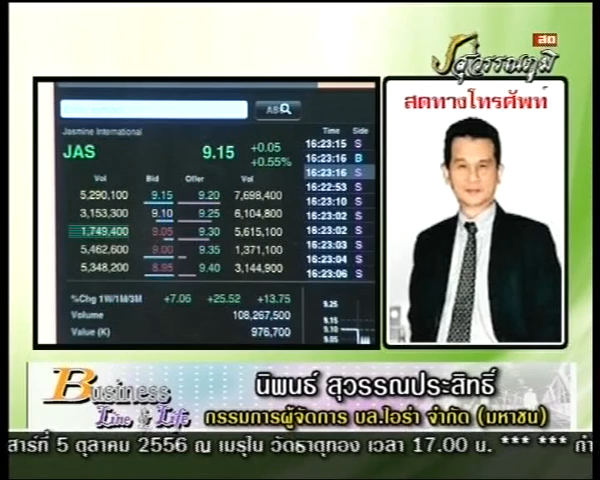 สด
สุวรรณภูมิ
สดทางโทรศัพท์
Jasmine International
JAS 9.15 +0.05 +0.55%
Time Side
16:23:15 S
16:23:16 B
16:23:16 S
16:22:53 S
16:23:10 S
16:23:02 S
16:23:02 S
16:23:03 S
16:23:04 S
16:23:06 S
Vol Bid Offer Vol
5,290,100 9.15 9.20 7,698,400
3,153,300 9.10 9.25 6,104,800
1,749,400 9.05 9.30 5,615,100
5,462,600 9.00 9.35 1,371,100
5,348,200 8.95 9.40 3,144,900
%Chg 1W/1M/3M +7.06 +25.52 +13.75
Volume 108,267,500
Value (K) 976,700
9.25
9.15
9.10
9.05
Business
Line & Life
นิพนธ์ สุวรรณประสิทธิ์
กรรมการผู้จัดการ บล.ไอร่า จำกัด (มหาชน)
สาร์ที่ 5 ตุลาคม 2556 ณ เมรุใน วัดธาตุทอง เวลา 17.00 น. *** *** กำ